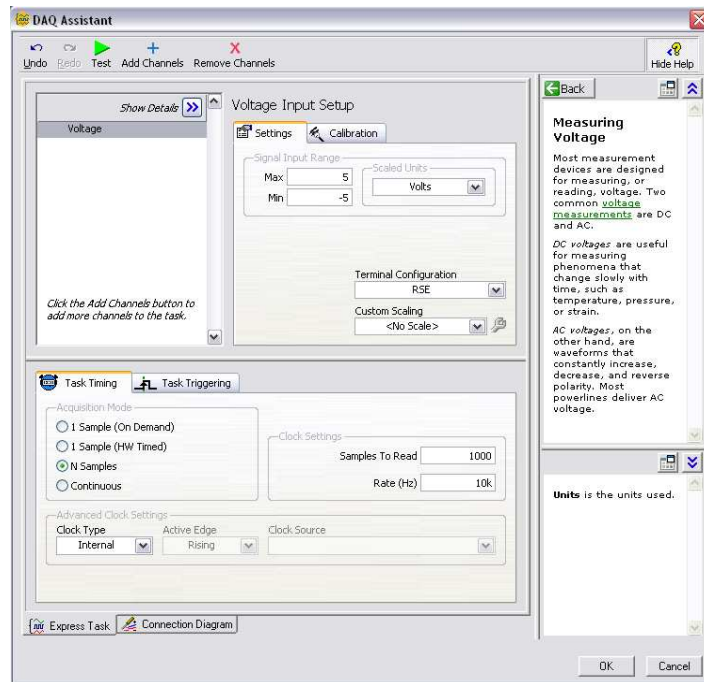 DAQ Assistant
Undo Redo Test Add Channels Remove Channels
Hide Help
Show Details
Voltage
Click the Add Channels button to
add more channels to the task.
Voltage Input Setup
Settings Calibration
Signal Input Range
Max 5
Min -5
Scaled Units
Volts
Terminal Configuration
RSE
Custom Scaling
<No Scale>
Task Timing Task Triggering
Acquisition Mode
1 Sample (On Demand)
1 Sample (HW Timed)
N Samples
Continuous
Clock Settings
Samples To Read 1000
Rate (Hz) 10k
Advanced Clock Settings
Clock Type Active Edge Clock Source
Internal Rising
Express Task Connection Diagram
Back
Measuring
Voltage
Most measurement
devices are designed
for measuring, or
reading, voltage. Two
common voltage
measurements are DC
and AC.
DC voltages are useful
for measuring
phenomena that
change slowly with
time, such as
temperature, pressure,
or strain.
AC voltages, on the
other hand, are
waveforms that
constantly increase,
decrease, and reverse
polarity. Most
powerlines deliver AC
voltage.
Units is the units used.
OK Cancel